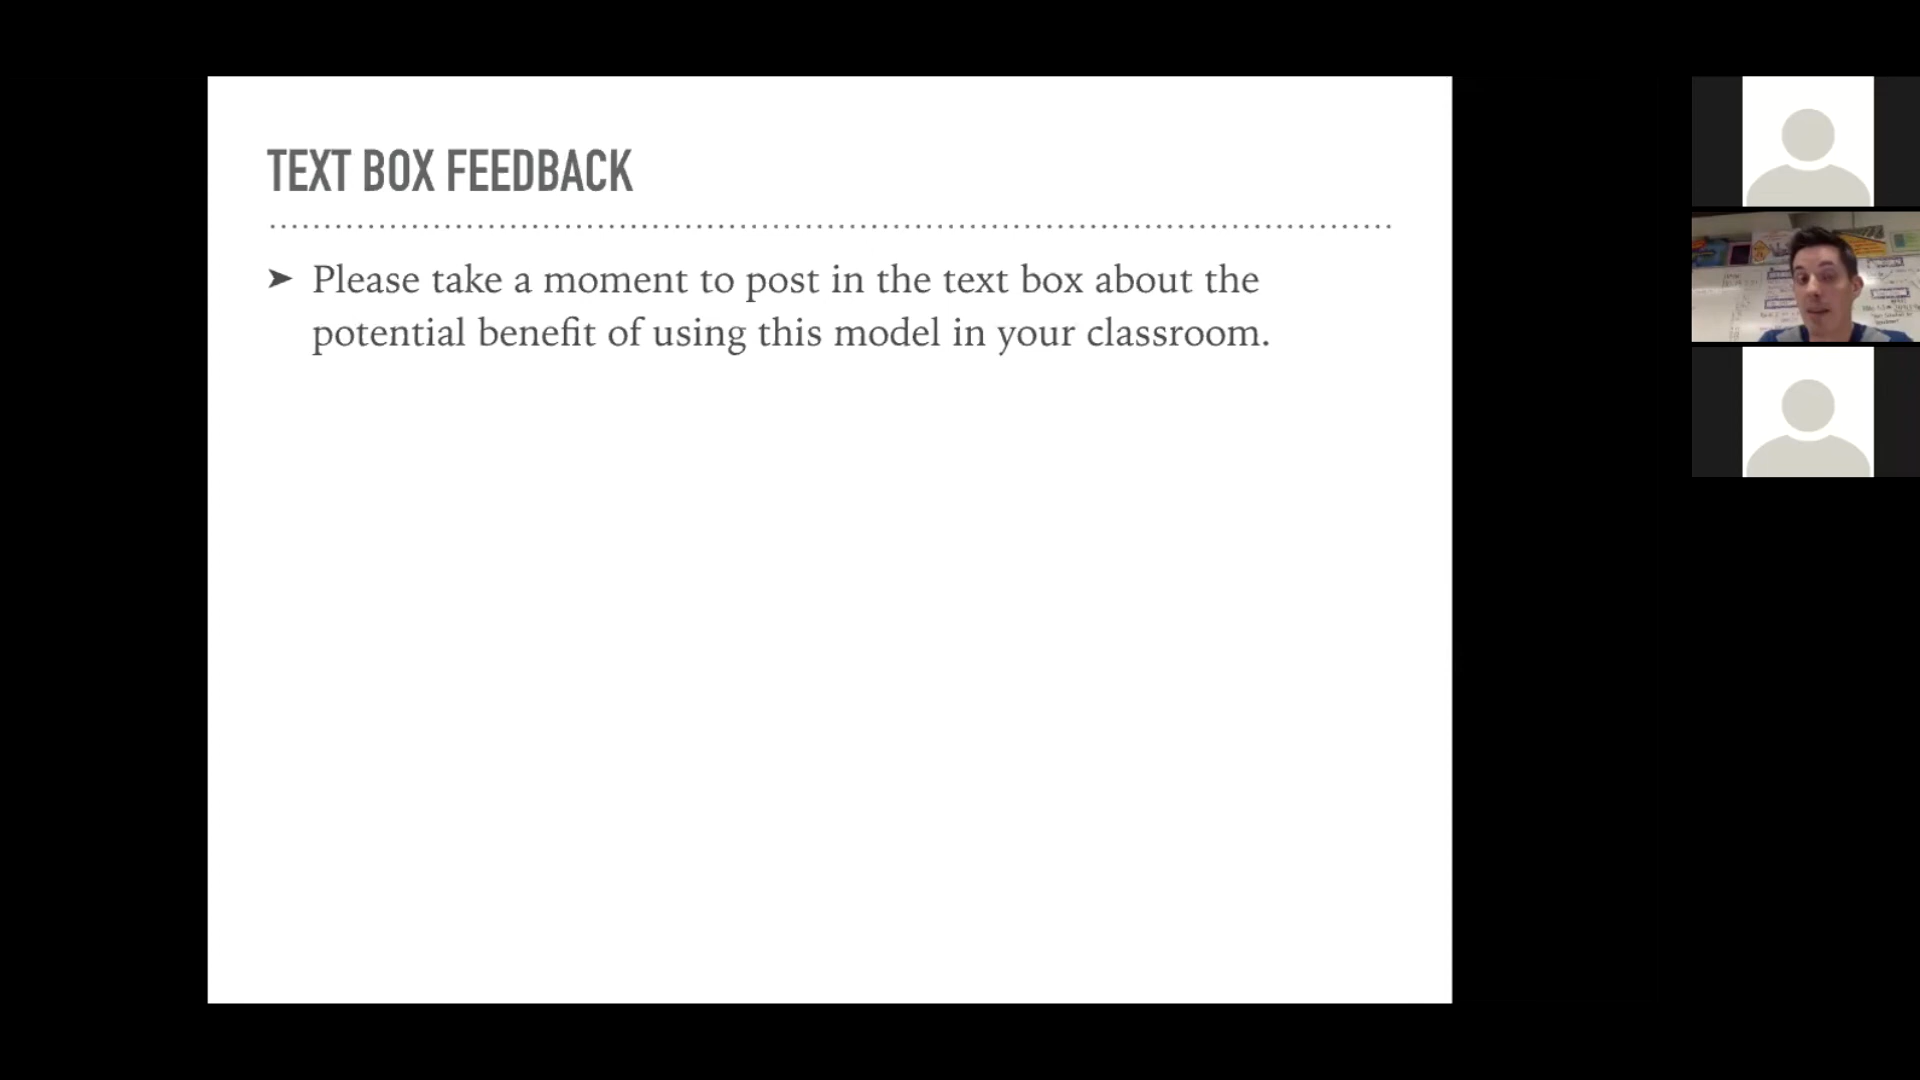 TEXT BOX FEEDBACK
➤ Please take a moment to post in the text box about the
potential benefit of using this model in your classroom.